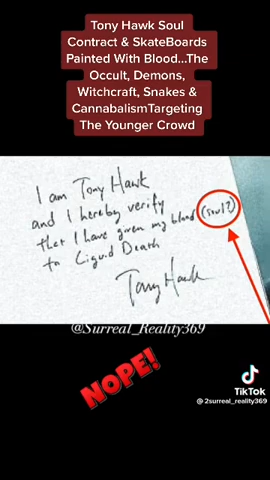 Tony Hawk Soul
Contract & SkateBoards
Painted With Blood...The
Occult, Demons,
Witchcraft, Snakes &
CannabalismTargeting
The Younger Crowd
I am Tony Hawk
and I hereby verify
that I have given my blood (soul?)
to Liquid Death
Tony Hawk
@Surreal_Reality369
NOPE!
TikTok
@ 2surreal_reality369